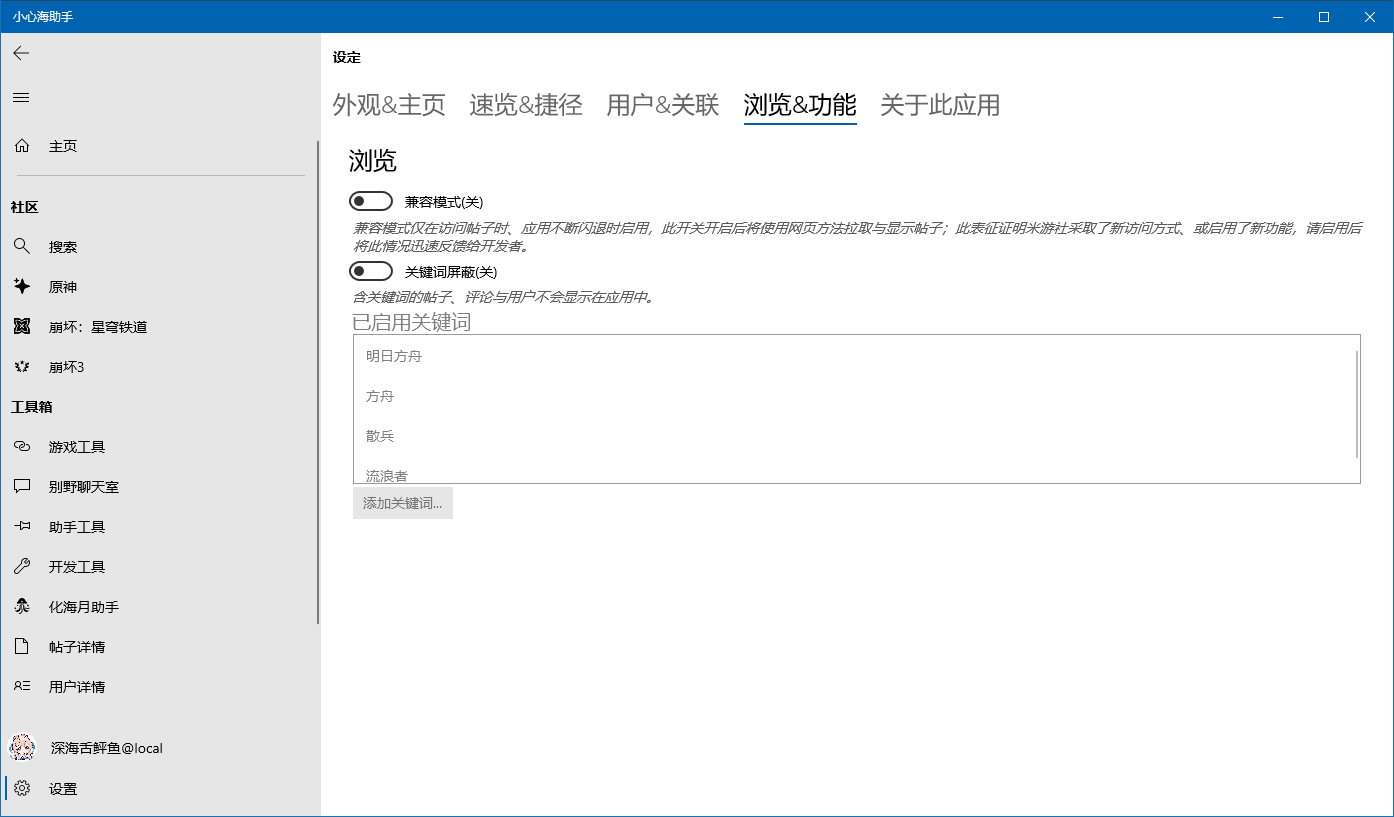 小心海助手
主页
社区
搜索
原神
崩坏：星穹铁道
崩坏3
工具箱
游戏工具
别野聊天室
助手工具
开发工具
化海月助手
帖子详情
用户详情
深海舌鲆鱼@local
设置
设定
外观&主页 速览&捷径 用户&关联 浏览&功能 关于此应用
浏览
兼容模式(关)
兼容模式仅在访问帖子时、应用不断闪退时启用，此开关开启后将使用网页方法拉取与显示帖子；此表征证明米游社采取了新访问方式、或启用了新功能，请启用后
将此情况迅速反馈给开发者。
关键词屏蔽(关)
含关键词的帖子、评论与用户不会显示在应用中。
已启用关键词
明日方舟
方舟
散兵
流浪者
添加关键词...